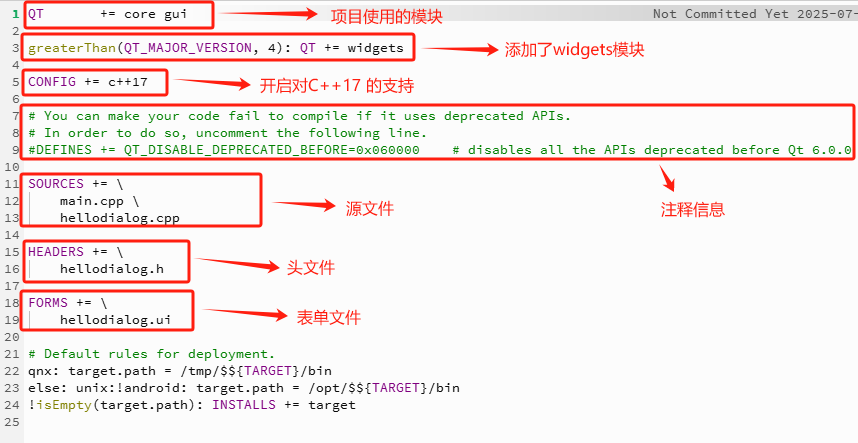 1 QT       += core gui
项目使用的模块
Not Committed Yet 2025-07-
2
3 greaterThan(QT_MAJOR_VERSION, 4): QT += widgets
添加了widgets模块
4
5 CONFIG += c++17
开启对C++17 的支持
6
7 # You can make your code fail to compile if it uses deprecated APIs.
8 # In order to do so, uncomment the following line.
9 #DEFINES += QT_DISABLE_DEPRECATED_BEFORE=0x060000    # disables all the APIs deprecated before Qt 6.0.0
注释信息
10
11 SOURCES += \
12     main.cpp \
13     hellodialog.cpp
源文件
14
15 HEADERS += \
16     hellodialog.h
头文件
17
18 FORMS += \
19     hellodialog.ui
表单文件
20
21 # Default rules for deployment.
22 qnx: target.path = /tmp/$${TARGET}/bin
23 else: unix:!android: target.path = /opt/$${TARGET}/bin
24 !isEmpty(target.path): INSTALLS += target
25